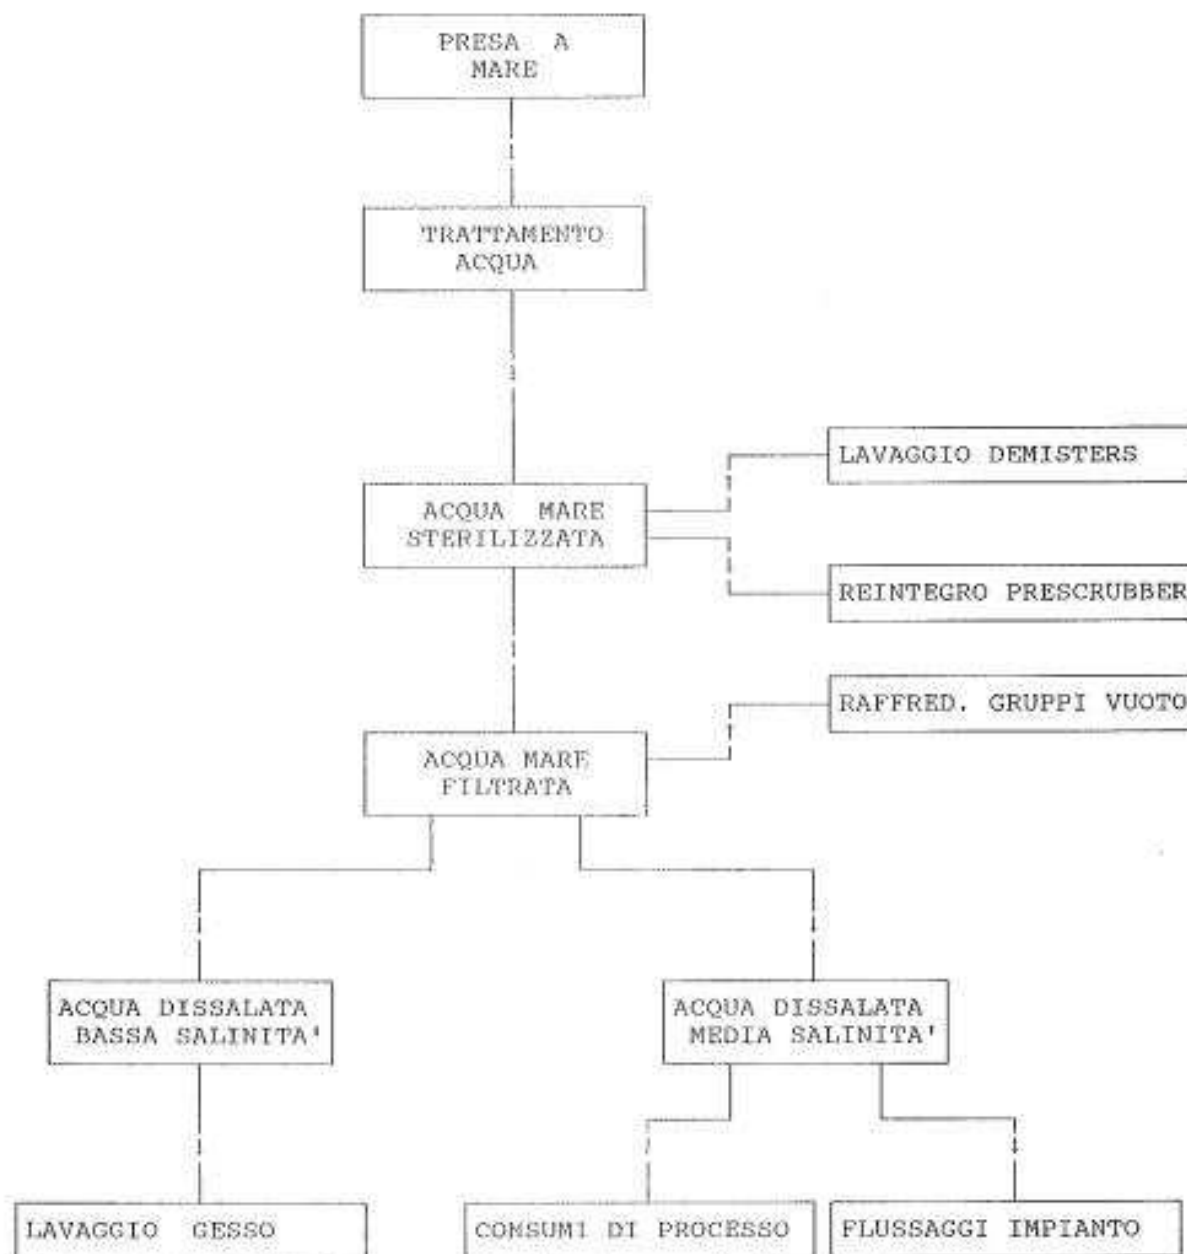 PRESA A
MARE
TRATTAMENTO
ACQUA
LAVAGGIO DEMISTERS
ACQUA MARE
STERILIZZATA
REINTEGRO PRESCRUBBER
RAFFRED. GRUPPI VUOTO
ACQUA MARE
FILTRATA
ACQUA DISSALATA
BASSA SALINITA'
ACQUA DISSALATA
MEDIA SALINITA'
LAVAGGIO GESSO
CONSUMI DI PROCESSO
FLUSSAGGI IMPIANTO